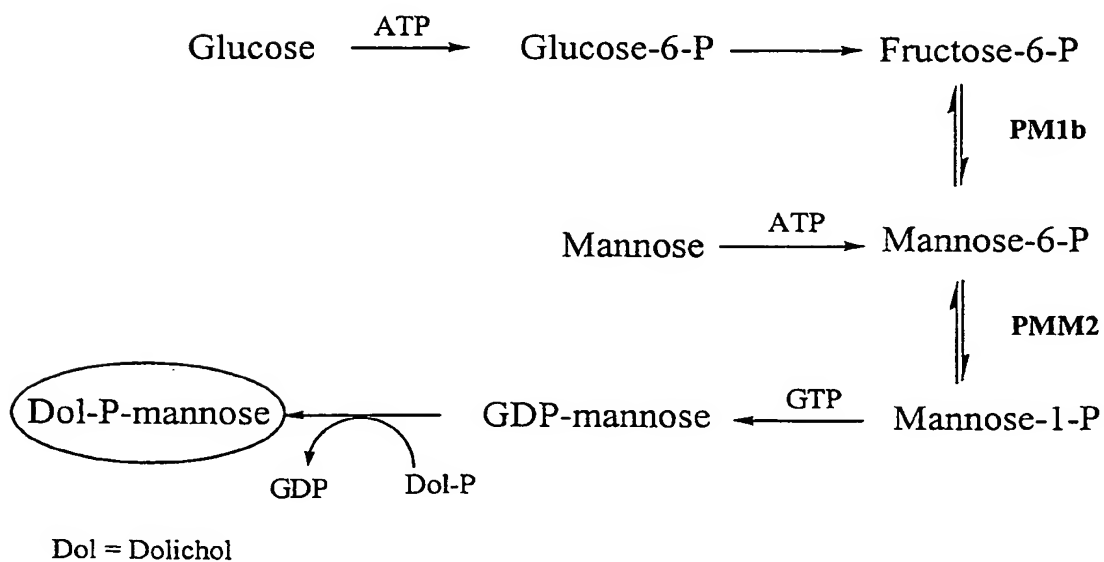 ATP
Glucose Glucose-6-P Fructose-6-P
PM1b
ATP
Mannose Mannose-6-P
PMM2
GTP
Dol-P-mannose GDP-mannose Mannose-1-P
GDP Dol-P
Dol = Dolichol